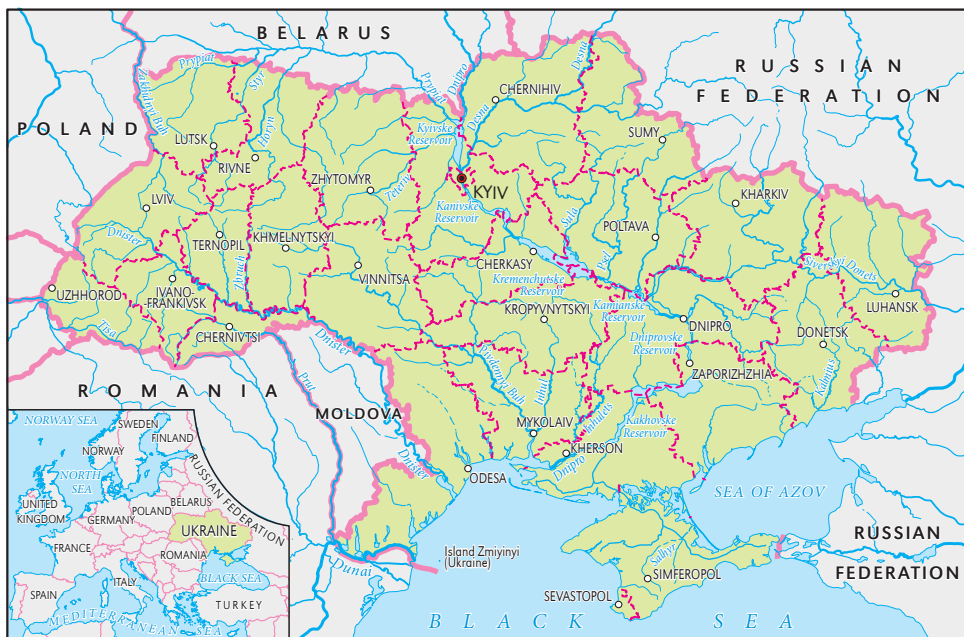 BELARUS
RUSSIAN
FEDERATION
POLAND
Zakhidnyi Buh
Prypiat
Styr
Horyn
Prypiat
Dnipro
Desna
Desna
CHERNIHIV
Kyivske
Reservoir
SUMY
LUTSK
RIVNE
ZHYTOMYR
Teteriv
KYIV
Kanivske
Reservoir
KHARKIV
LVIV
Dnister
TERNOPIL
KHMELNYTSKYI
Zbruch
VINNITSA
CHERKASY
Sula
Psel
POLTAVA
Kremenchutske
Reservoir
Siverskyi Donets
UZHHOROD
IVANO-
FRANKIVSK
Kamianske
Reservoir
KROPYVNYTSKYI
LUHANSK
Tisa
CHERNIVTSI
Dnister
DNIPRO
DONETSK
Dniprovske
Reservoir
Pivdennyi Buh
Inhul
Inhulets
ZAPORIZHZHIA
Kalmius
ROMANIA
Prut
MOLDOVA
MYKOLAIV
KHERSON
Kakhovske
Reservoir
Dnipro
Dnister
ODESA
SEA OF AZOV
RUSSIAN
FEDERATION
Island Zmiyinyi
(Ukraine)
Dunai
Salhyr
SIMFEROPOL
SEVASTOPOL
BLACK SEA
NORWAY SEA
SWEDEN
FINLAND
NORWAY
RUSSIAN FEDERATION
NORTH
SEA
UNITED
KINGDOM
BELARUS
POLAND
GERMANY
UKRAINE
FRANCE
ROMANIA
ITALY
BLACK SEA
SPAIN
TURKEY
MEDITERRANEAN SEA